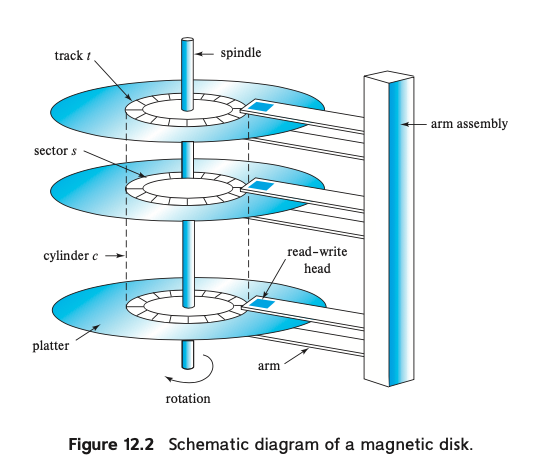 spindle
track t
arm assembly
sector s
cylinder c
read–write
head
platter
arm
rotation
Figure 12.2 Schematic diagram of a magnetic disk.